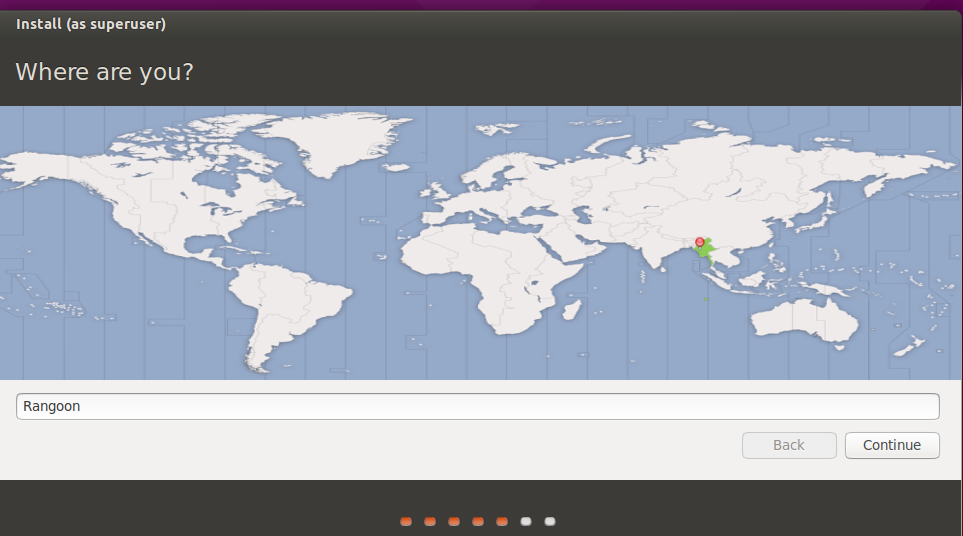 Install (as superuser)
Where are you?
Rangoon
Back
Continue